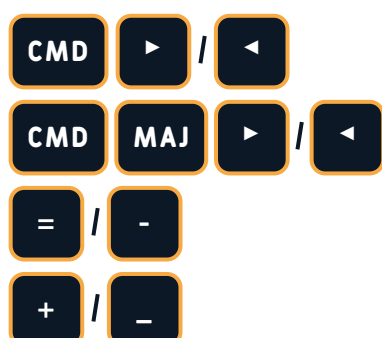 CMD ► / ◄
CMD MAJ ► / ◄
= / -
+ / _